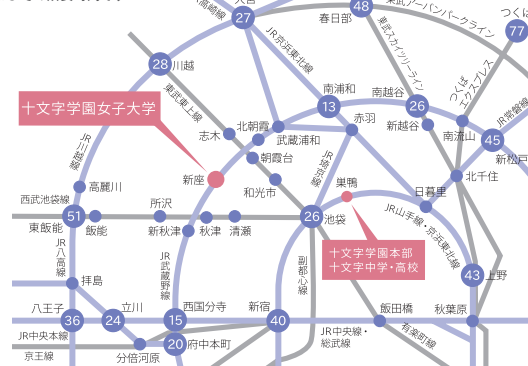 JR高崎線
27
48
春日部
東武アーバンパークライン
77
JR京浜東北線
東武スカイツリーライン
つくば
エクスプレス
28
川越
十文字学園女子大学
東武東上線
南浦和
13
南越谷
26
新越谷
南流山
JR常磐線
45
新松戸
志木
北朝霞
武蔵浦和
赤羽
JR川越線
朝霞台
JR埼京線
新座
和光市
巣鴨
北千住
高麗川
日暮里
西武池袋線
51
東飯能
飯能
所沢
新秋津
秋津
清瀬
26
池袋
JR山手線・京浜東北線
十文字学園本部
十文字中学・高校
JR八高線
JR武蔵野線
副都心線
43
上野
拝島
八王子
36
立川
24
西国分寺
15
新宿
40
飯田橋
秋葉原
JR中央本線
京王線
分倍河原
20
府中本町
JR中央線・
総武線
有楽町線